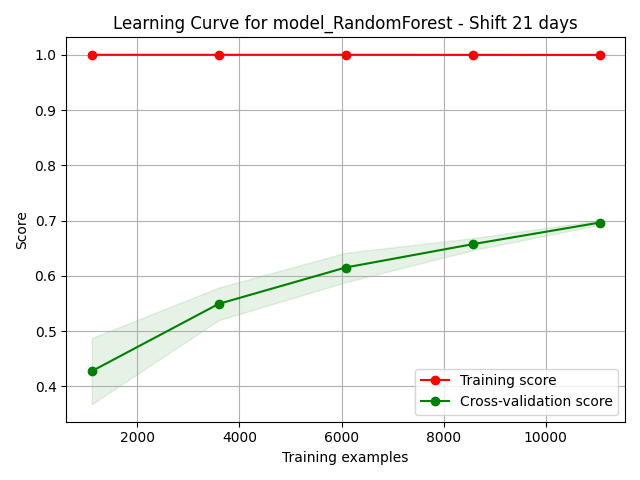 Learning Curve for model_RandomForest - Shift 21 days
1.0
0.9
0.8
0.7
0.6
0.5
0.4
Score
2000 4000 6000 8000 10000
Training examples
Training score
Cross-validation score